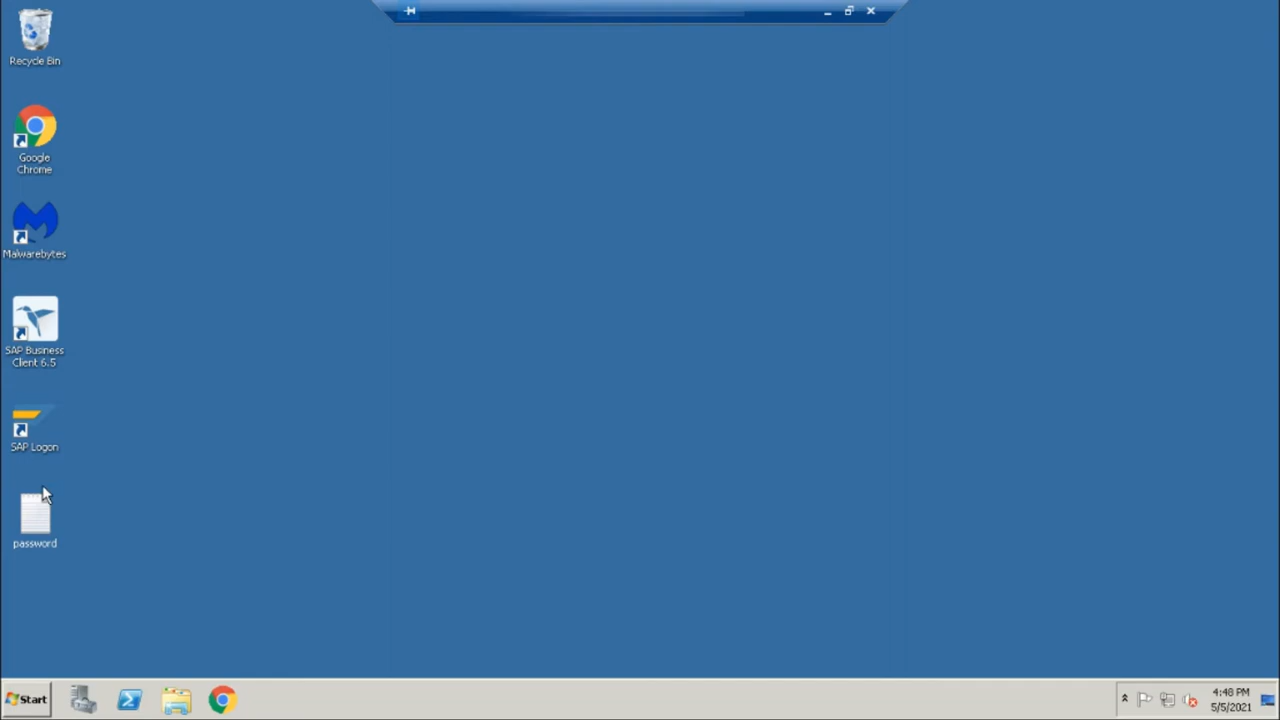 Recycle Bin
Google
Chrome
Malwarebytes
SAP Business
Client 6.5
SAP Logon
password
Start
4:48 PM
5/5/2021